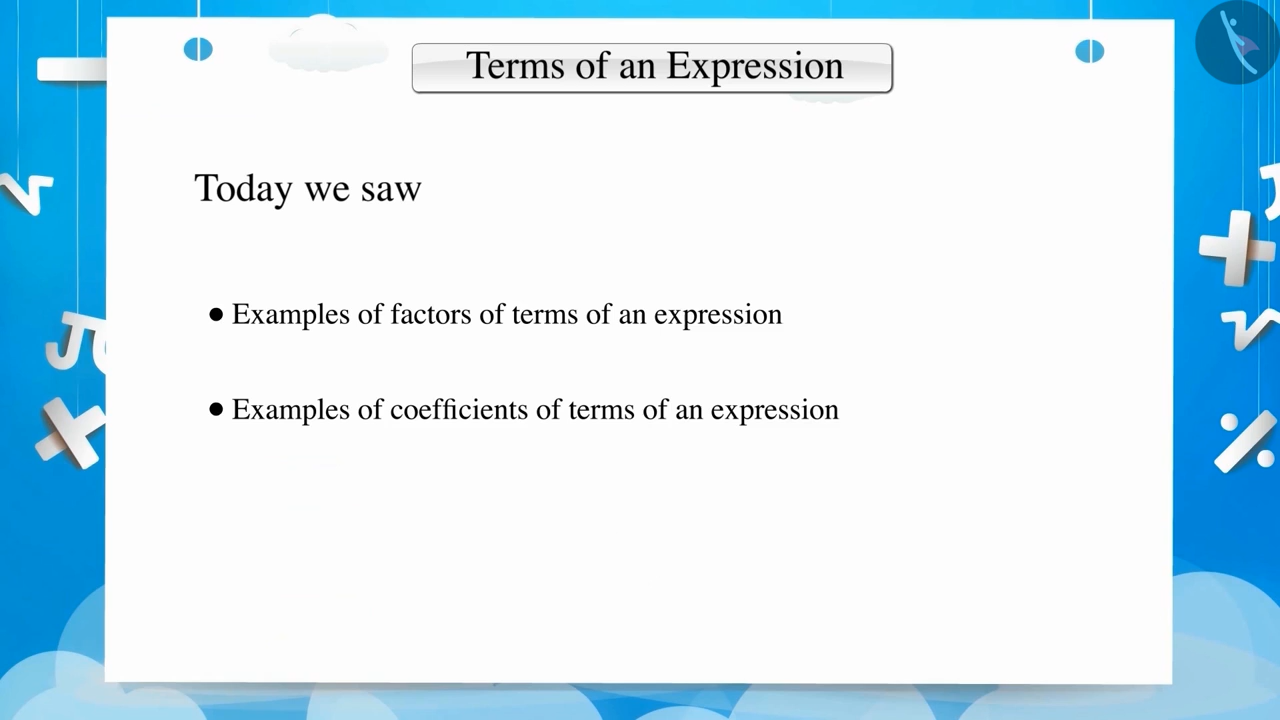 Terms of an Expression
Today we saw
● Examples of factors of terms of an expression
● Examples of coefficients of terms of an expression